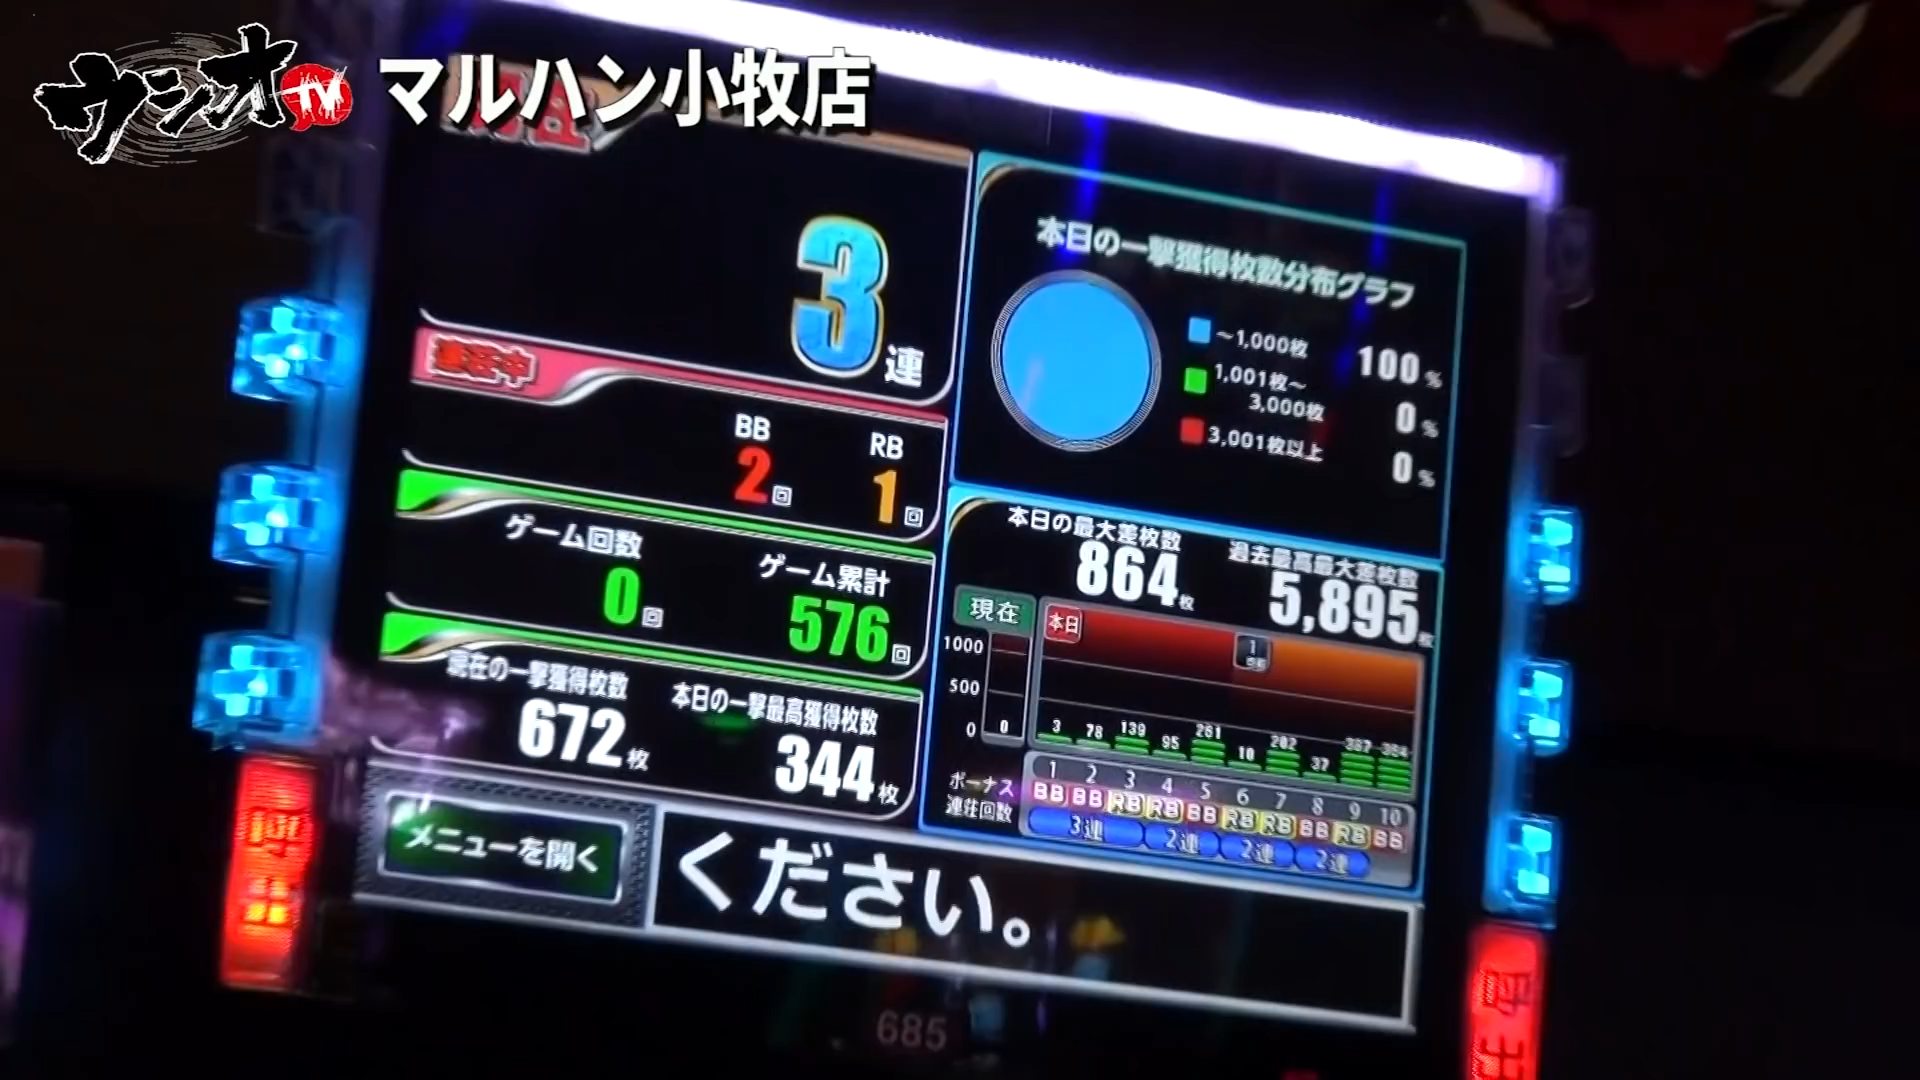 ウシオTV マルハン小牧店
3連
連荘中
BB RB
2回 1回
ゲーム回数 ゲーム累計
0回 576回
現在の一撃獲得枚数 本日の一撃最高獲得枚数
672枚 344枚
メニューを開く
ください。
本日の一撃獲得枚数分布グラフ
~1,000枚 100%
1,001枚~
3,000枚 0%
3,001枚以上 0%
本日の最大差枚数 過去最高最大差枚数
864枚 5,895枚
現在 本日
1000
500
0 0
3 78 139 95 261 10 202 37 387 364
1 2 3 4 5 6 7 8 9 10
ボーナス BB BB RB RB BB RB RB BB RB BB
連荘回数 3連 2連 2連 2連
685